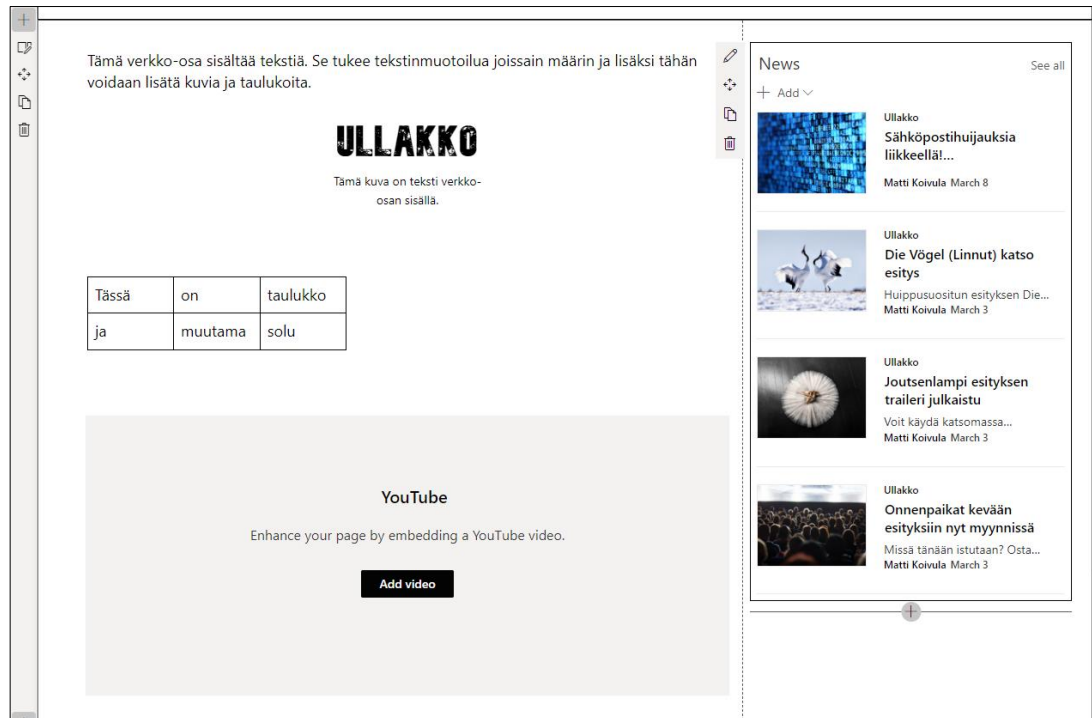 Tämä verkko-osa sisältää tekstiä. Se tukee tekstinmuotoilua joissain määrin ja lisäksi tähän
voidaan lisätä kuvia ja taulukoita.
ULLAKKO
Tämä kuva on teksti verkko-
osan sisällä.
Tässä on taulukko
ja muutama solu
YouTube
Enhance your page by embedding a YouTube video.
Add video
News See all
Add
Ullakko
Sähköpostihuijauksia
liikkeellä!...
Matti Koivula March 8
Ullakko
Die Vögel (Linnut) katso
esitys
Huippusuositun esityksen Die...
Matti Koivula March 3
Ullakko
Joutsenlampi esityksen
traileri julkaistu
Voit käydä katsomassa...
Matti Koivula March 3
Ullakko
Onnenpaikat kevään
esityksiin nyt myynnissä
Missä tänään istutaan? Osta...
Matti Koivula March 3